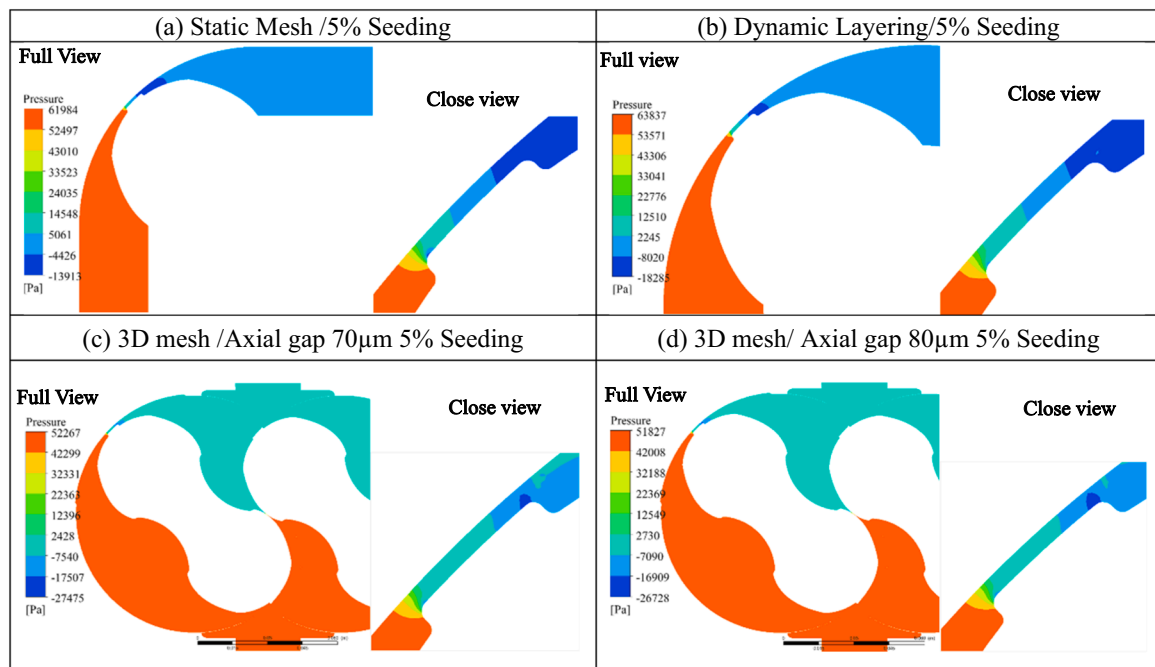 (a) Static Mesh /5% Seeding
(b) Dynamic Layering/5% Seeding
Full View
Close view
Pressure
61984
52497
43010
33523
24035
14548
5061
-4426
-13913
[Pa]
Full view
Close view
Pressure
63837
53571
43306
33041
22776
12510
2245
-8020
-18285
[Pa]
(c) 3D mesh /Axial gap 70µm 5% Seeding
(d) 3D mesh/ Axial gap 80µm 5% Seeding
Full View
Close view
Pressure
52267
42299
32331
22363
12396
2428
-7540
-17507
-27475
[Pa]
Full View
Close view
Pressure
51827
42008
32188
22369
12549
2730
-7090
-16909
-26728
[Pa]